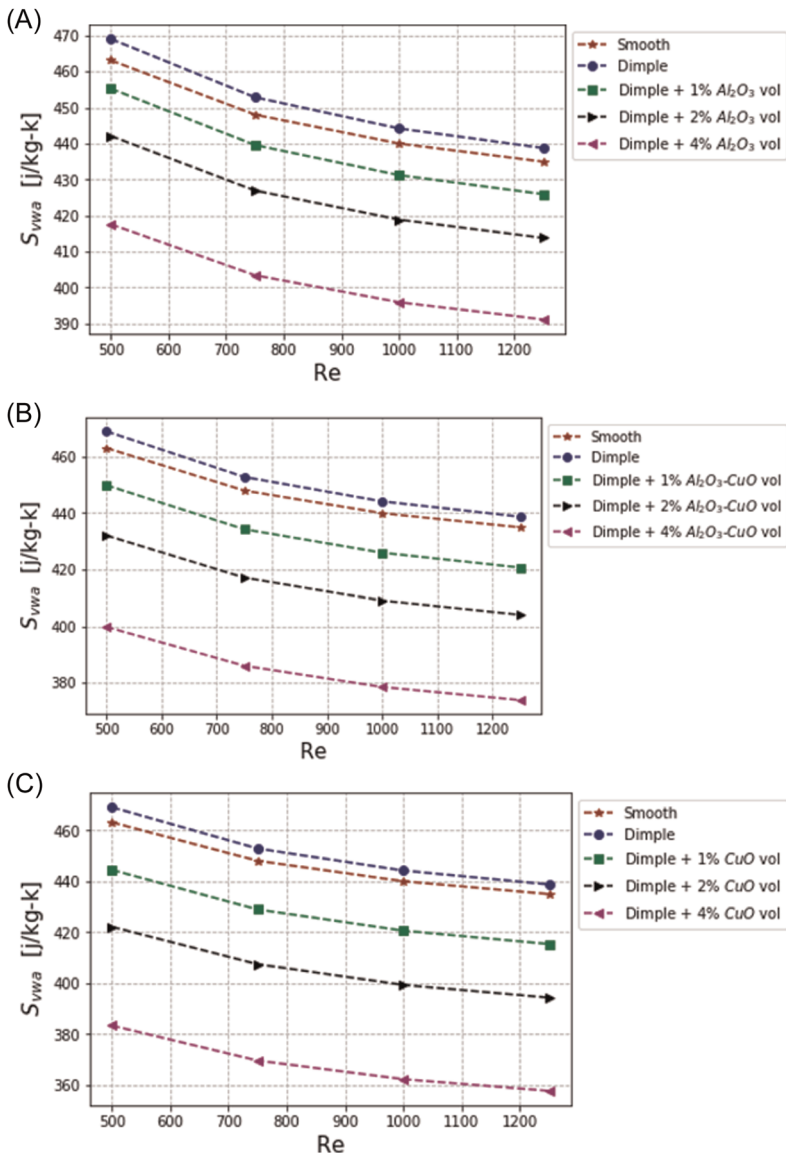 (A)
470
460
450
440
430
420
410
400
390
S_vwa [j/kg-k]
500 600 700 800 900 1000 1100 1200
Re
Smooth
Dimple
Dimple + 1% Al₂O₃ vol
Dimple + 2% Al₂O₃ vol
Dimple + 4% Al₂O₃ vol
(B)
460
440
420
400
380
S_vwa [j/kg-k]
500 600 700 800 900 1000 1100 1200
Re
Smooth
Dimple
Dimple + 1% Al₂O₃-CuO vol
Dimple + 2% Al₂O₃-CuO vol
Dimple + 4% Al₂O₃-CuO vol
(C)
460
440
420
400
380
360
S_vwa [j/kg-k]
500 600 700 800 900 1000 1100 1200
Re
Smooth
Dimple
Dimple + 1% CuO vol
Dimple + 2% CuO vol
Dimple + 4% CuO vol